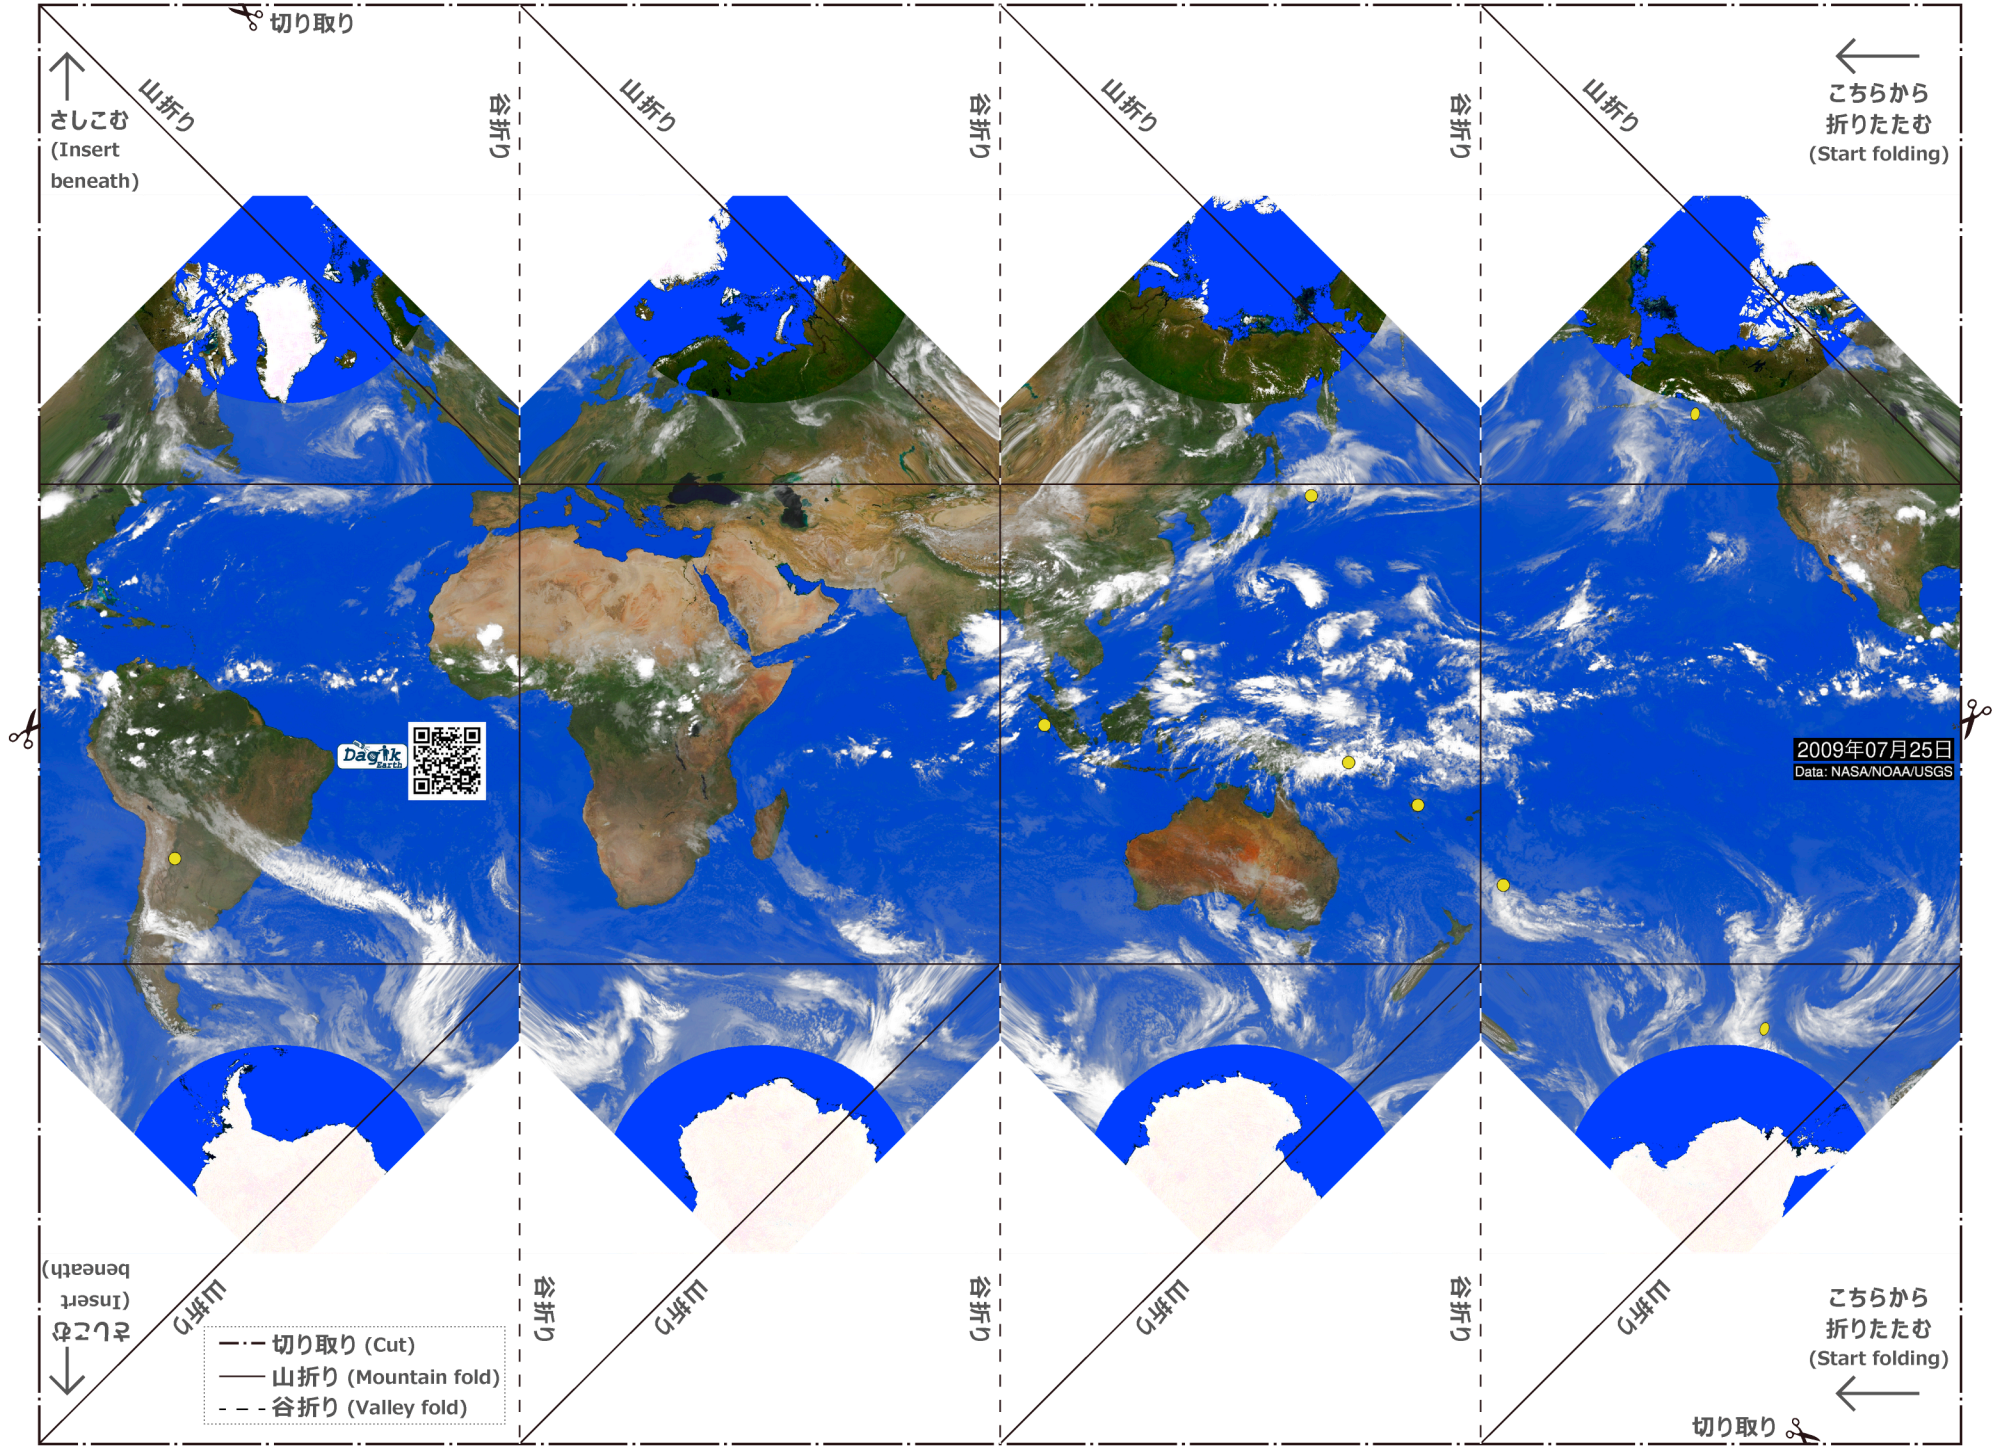 切り取り
さしこむ
(Insert
beneath)
山折り
谷折り
山折り
谷折り
山折り
谷折り
山折り
こちらから
折りたたむ
(Start folding)
Dagik
Earth
2009年07月25日
Data: NASA/NOAA/USGS
さしこむ
(Insert
beneath)
山折り
谷折り
山折り
谷折り
山折り
谷折り
山折り
こちらから
折りたたむ
(Start folding)
切り取り (Cut)
山折り (Mountain fold)
谷折り (Valley fold)
切り取り